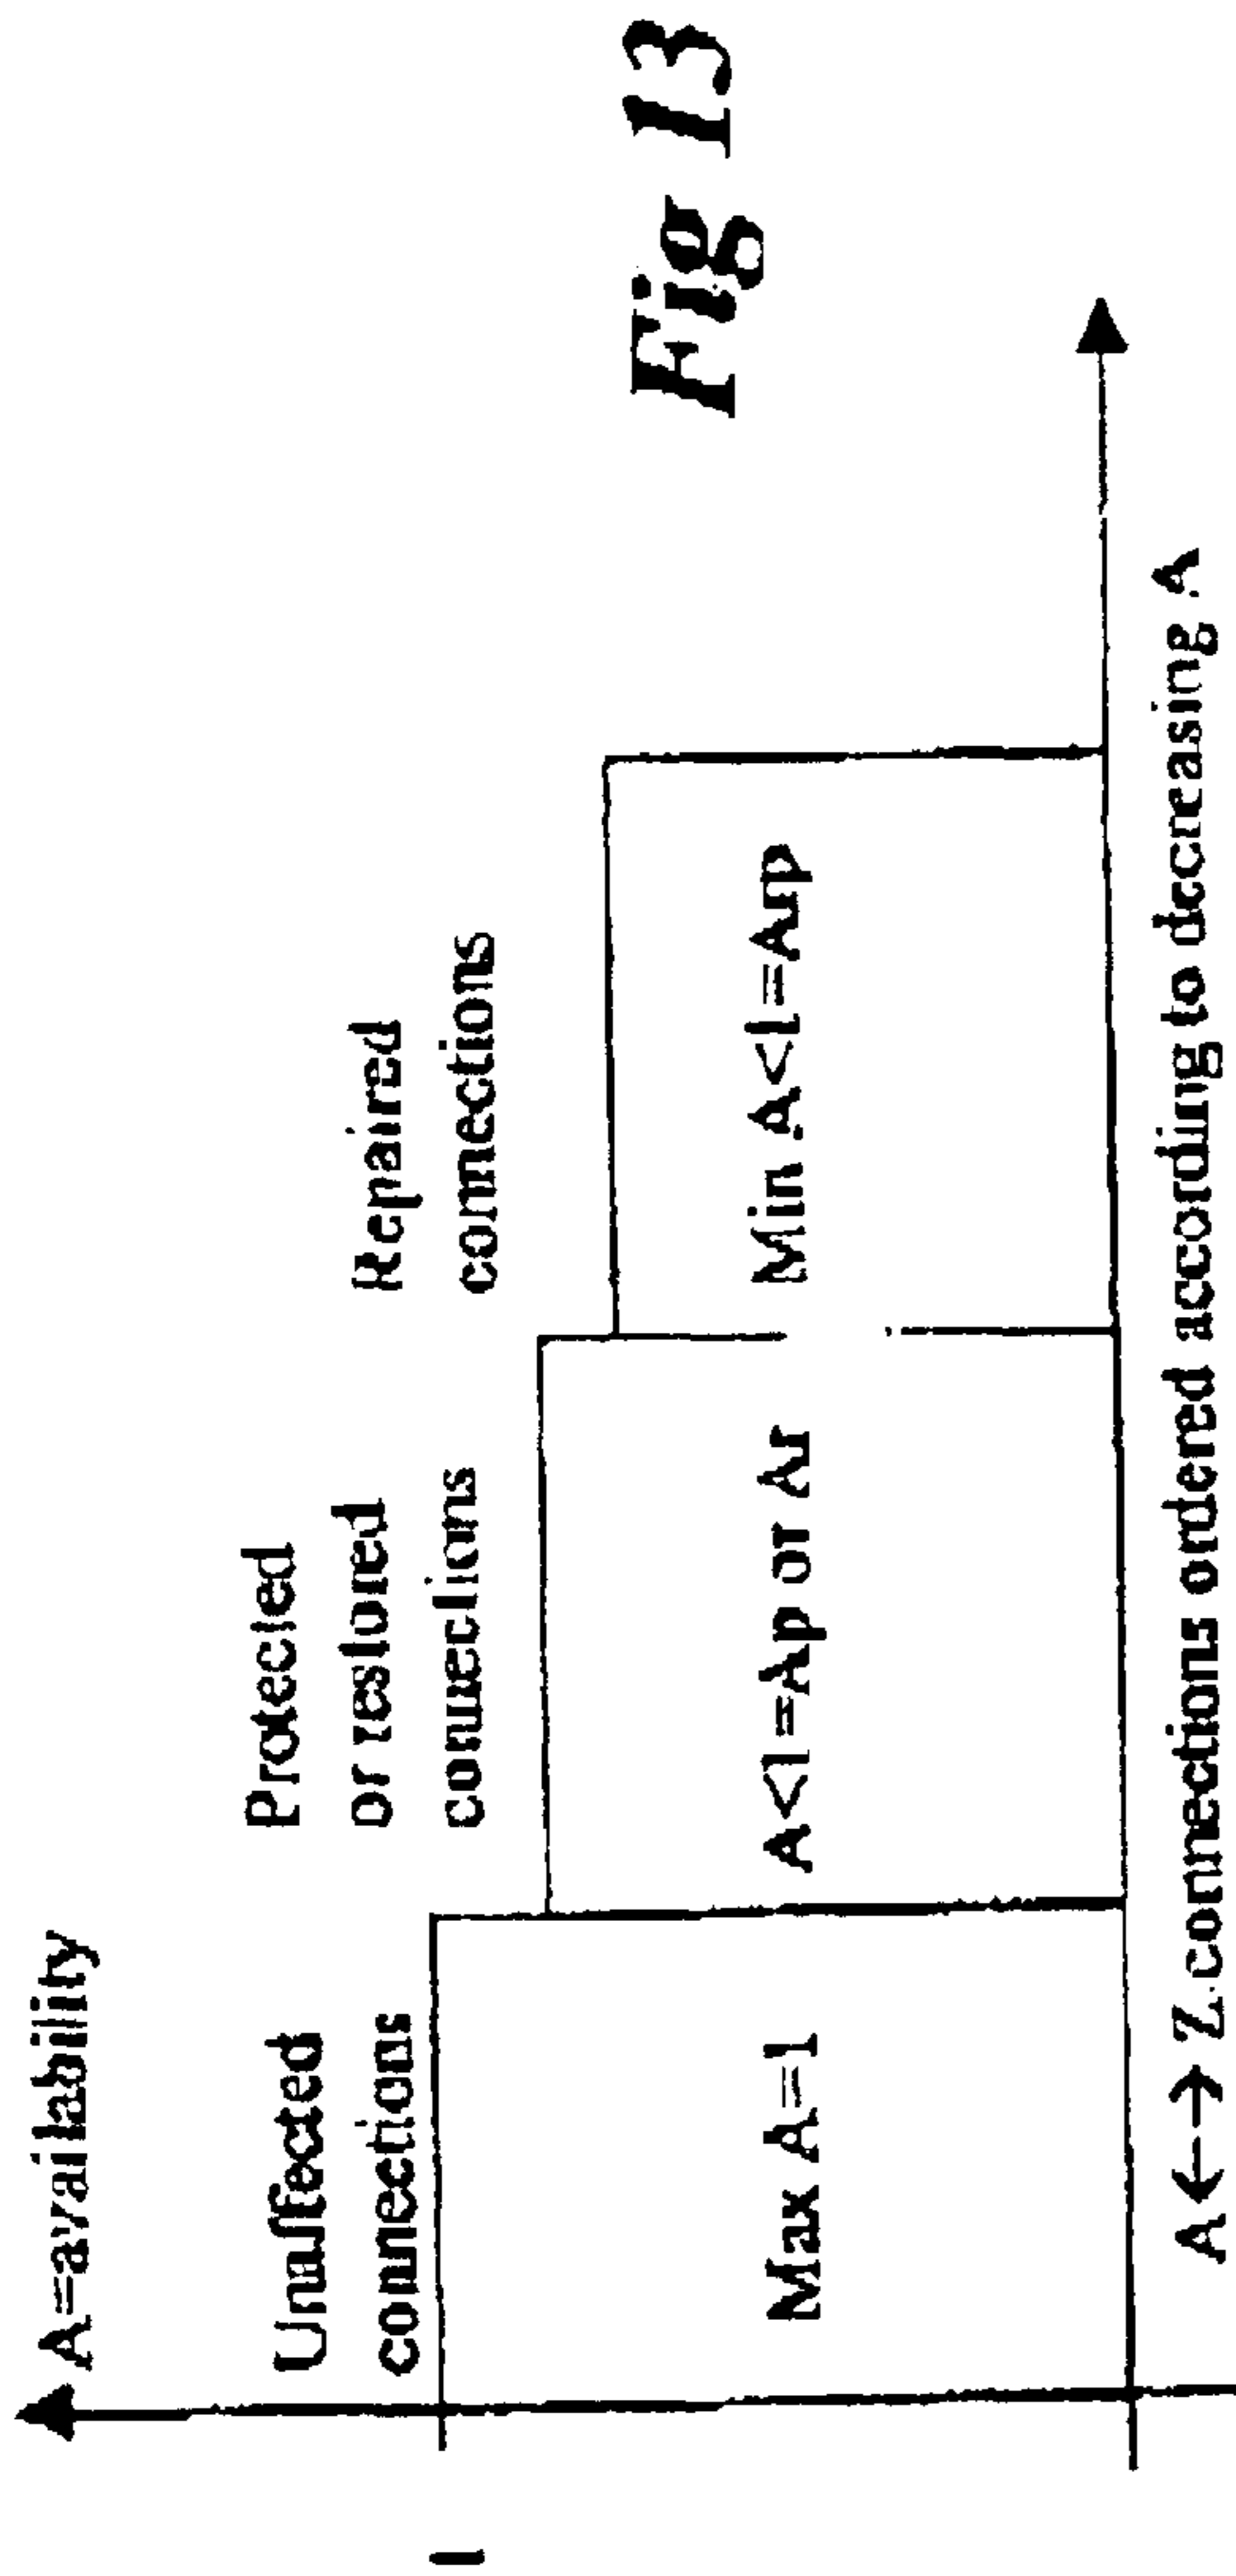 A=availability
Unaffected
connections
Protected
or restored
connections
Repaired
connections
1
Max A=1
A<1=Ap or Ar
Min A<1=Arp
A←→Z connections ordered according to decreasing A
Fig 13